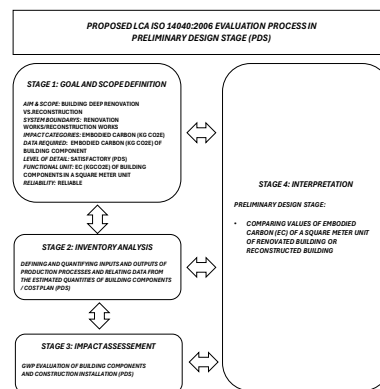 PROPOSED LCA ISO 14040:2006 EVALUATION PROCESS IN
PRELIMINARY DESIGN STAGE (PDS)
STAGE 1: GOAL AND SCOPE DEFINITION
AIM & SCOPE: BUILDING DEEP RENOVATION
VS.RECONSTRUCTION
SYSTEM BOUNDARYS: RENOVATION
WORKS/RECONSTRUCTION WORKS
IMPACT CATEGORIES: EMBODIED CARBON (KG CO2E)
DATA REQUIRED: EMBODIED CARBON (KG CO2E) OF
BUILDING COMPONENT
LEVEL OF DETAIL: SATISFACTORY (PDS)
FUNCTIONAL UNIT: EC (KGCO2E) OF BUILDING
COMPONENTS IN A SQUARE METER UNIT
RELIABILITY: RELIABLE
STAGE 2: INVENTORY ANALYSIS
DEFINING AND QUANTIFYING INPUTS AND OUTPUTS OF
PRODUCTION PROCESSES AND RELATING DATA FROM
THE ESTIMATED QUANTITIES OF BUILDING COMPONENTS
/ COST PLAN (PDS)
STAGE 3: IMPACT ASSESSEMENT
GWP EVALUATION OF BUILDING COMPONENTS
AND CONSTRUCTION INSTALLATION (PDS)
STAGE 4: INTERPRETATION
PRELIMINARY DESIGN STAGE:
• COMPARING VALUES OF EMBODIED
CARBON (EC) OF A SQUARE METER UNIT
OF RENOVATED BUILDING OR
RECONSTRUCTED BUILDING